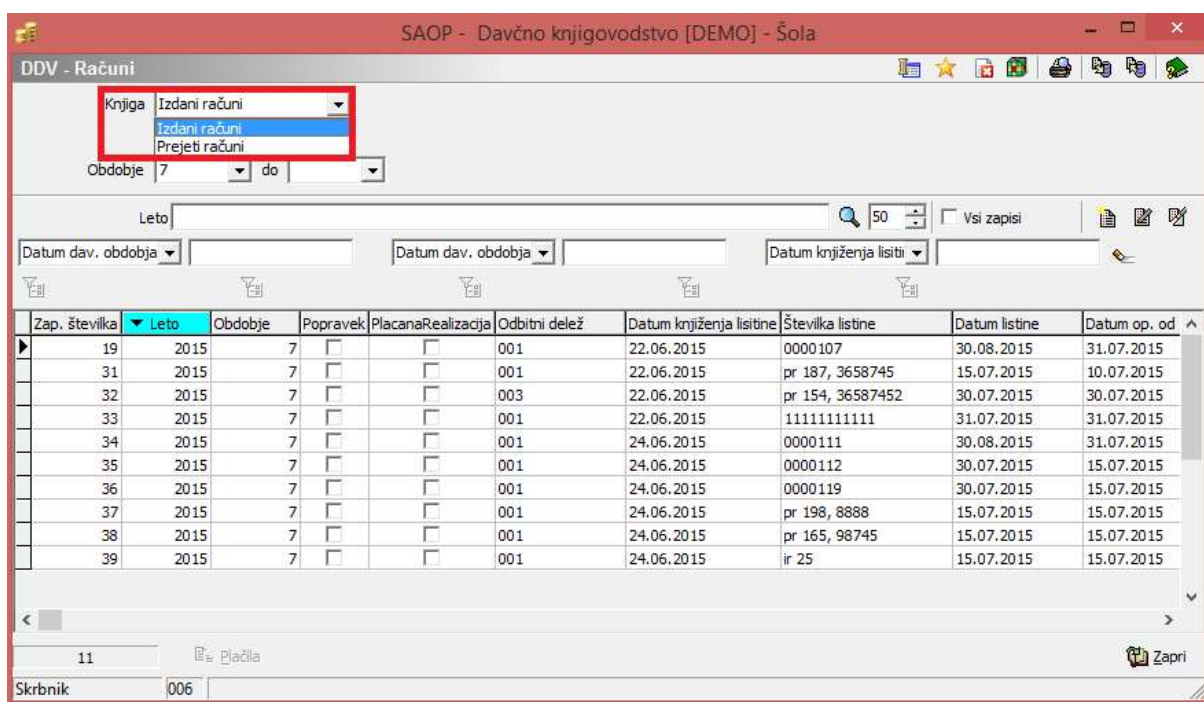 SAOP - Davčno knjigovodstvo [DEMO] - Šola
DDV - Računi
Knjiga Izdani računi
Izdani računi
Prejeti računi
Obdobje 7 do
Leto 50 Vsi zapisi
Datum dav. obdobja Datum dav. obdobja Datum knjiženja lisitin
Zap. številka Leto Obdobje Popravek PlacanaRealizacija Odbitni delež Datum knjiženja lisitine Številka listine Datum listine Datum op. od
19 2015 7 001 22.06.2015 0000107 30.08.2015 31.07.2015
31 2015 7 001 22.06.2015 pr 187, 3658745 15.07.2015 10.07.2015
32 2015 7 003 22.06.2015 pr 154, 36587452 30.07.2015 30.07.2015
33 2015 7 001 22.06.2015 11111111111 31.07.2015 31.07.2015
34 2015 7 001 24.06.2015 0000111 30.08.2015 31.07.2015
35 2015 7 001 24.06.2015 0000112 30.07.2015 15.07.2015
36 2015 7 001 24.06.2015 0000119 30.07.2015 15.07.2015
37 2015 7 001 24.06.2015 pr 198, 8888 15.07.2015 15.07.2015
38 2015 7 001 24.06.2015 pr 165, 98745 15.07.2015 15.07.2015
39 2015 7 001 24.06.2015 ir 25 15.07.2015 15.07.2015
11 Plačila Zapri
Skrbnik 006